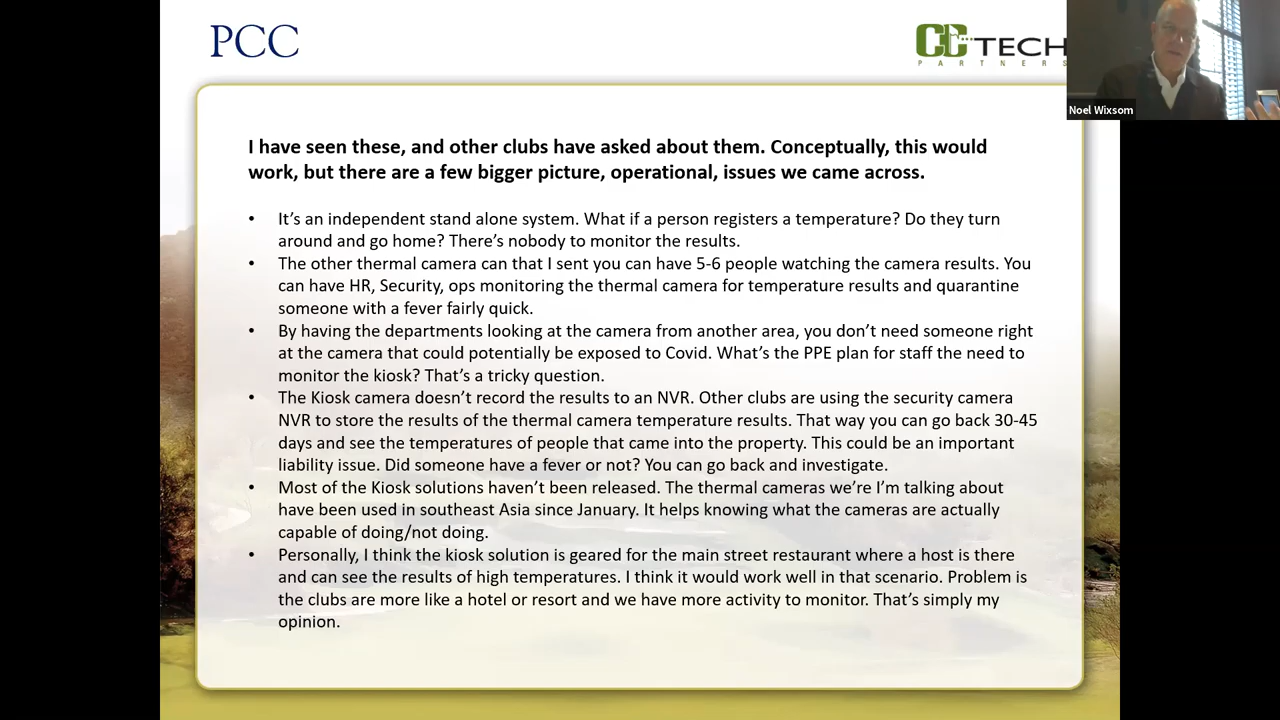 PCC
CC TECH
PARTNERS
Noel Wixsom
I have seen these, and other clubs have asked about them. Conceptually, this would
work, but there are a few bigger picture, operational, issues we came across.
• It’s an independent stand alone system. What if a person registers a temperature? Do they turn
around and go home? There’s nobody to monitor the results.
• The other thermal camera can that I sent you can have 5-6 people watching the camera results. You
can have HR, Security, ops monitoring the thermal camera for temperature results and quarantine
someone with a fever fairly quick.
• By having the departments looking at the camera from another area, you don’t need someone right
at the camera that could potentially be exposed to Covid. What’s the PPE plan for staff the need to
monitor the kiosk? That’s a tricky question.
• The Kiosk camera doesn’t record the results to an NVR. Other clubs are using the security camera
NVR to store the results of the thermal camera temperature results. That way you can go back 30-45
days and see the temperatures of people that came into the property. This could be an important
liability issue. Did someone have a fever or not? You can go back and investigate.
• Most of the Kiosk solutions haven’t been released. The thermal cameras we’re I’m talking about
have been used in southeast Asia since January. It helps knowing what the cameras are actually
capable of doing/not doing.
• Personally, I think the kiosk solution is geared for the main street restaurant where a host is there
and can see the results of high temperatures. I think it would work well in that scenario. Problem is
the clubs are more like a hotel or resort and we have more activity to monitor. That’s simply my
opinion.